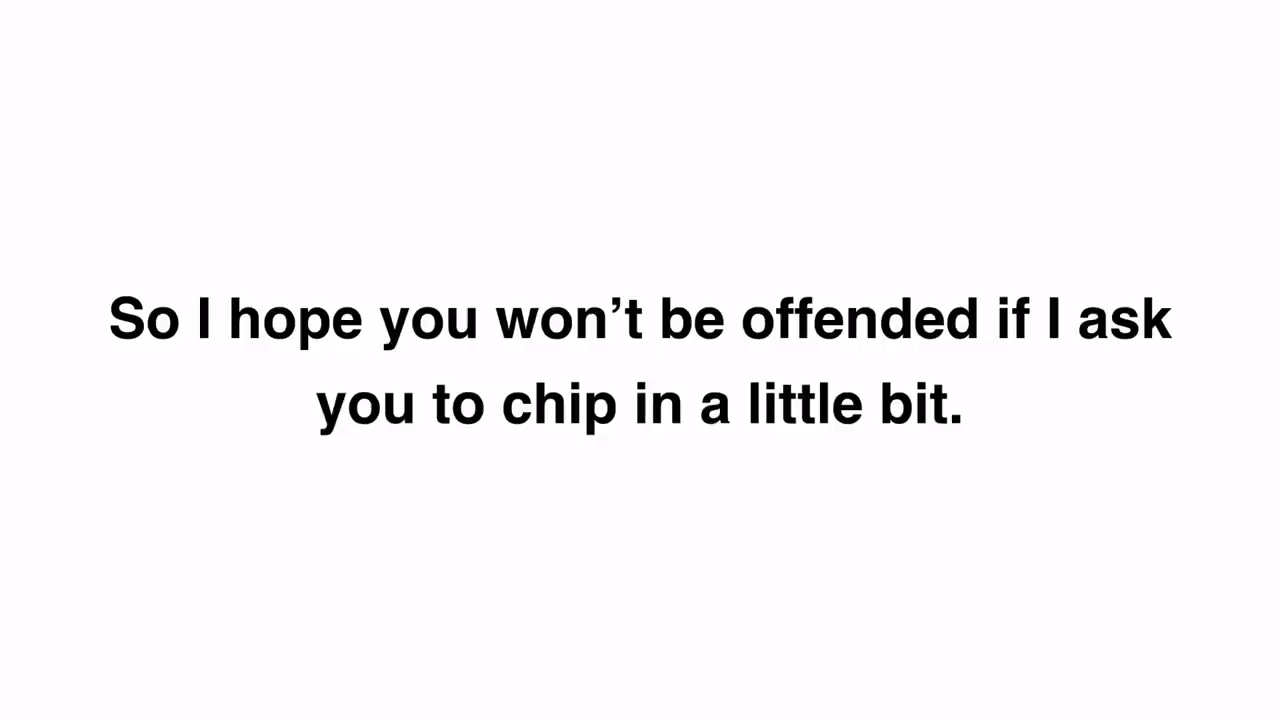 So I hope you won’t be offended if I ask
you to chip in a little bit.